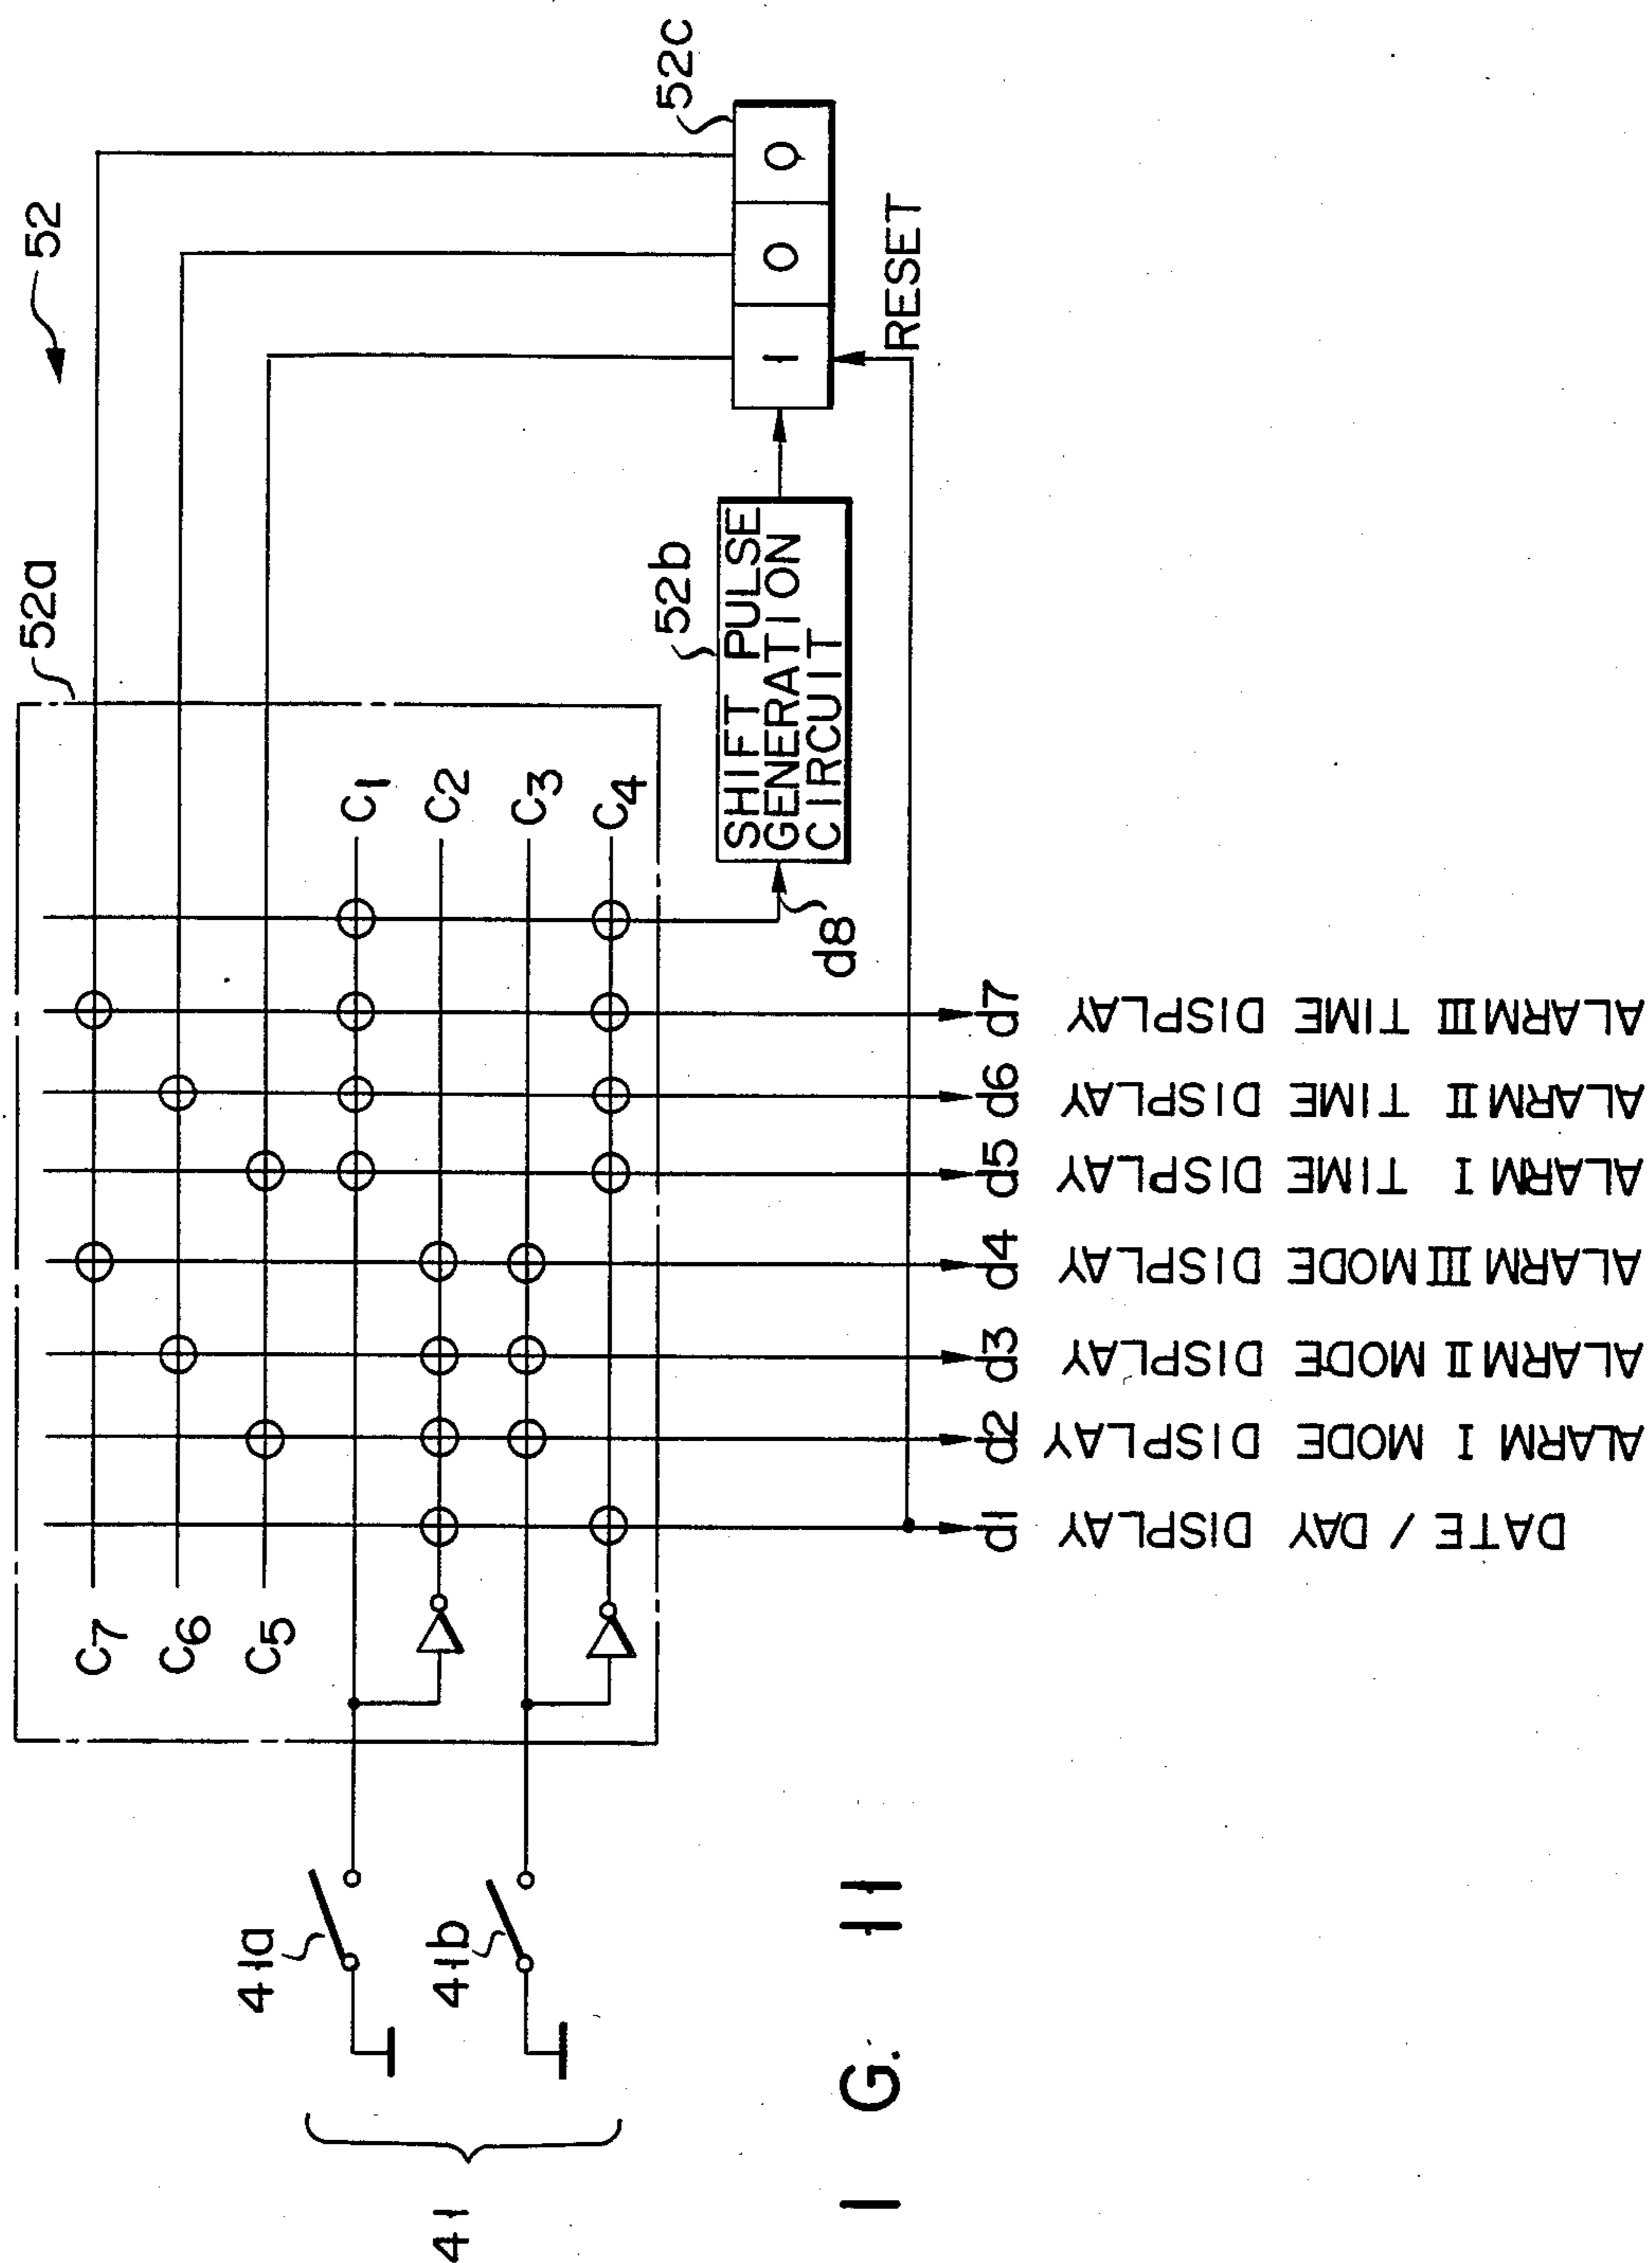 52
52a
52c
C7
C6
C5
C1
C2
C3
C4
41a
41b
41
1
0
0
52b
SHIFT PULSE
GENERATION
CIRCUIT
RESET
d8
d1
d2
d3
d4
d5
d6
d7
DATE / DAY DISPLAY
ALARM I MODE DISPLAY
ALARM II MODE DISPLAY
ALARM III MODE DISPLAY
ALARM I TIME DISPLAY
ALARM II TIME DISPLAY
ALARM III TIME DISPLAY
I G. 11